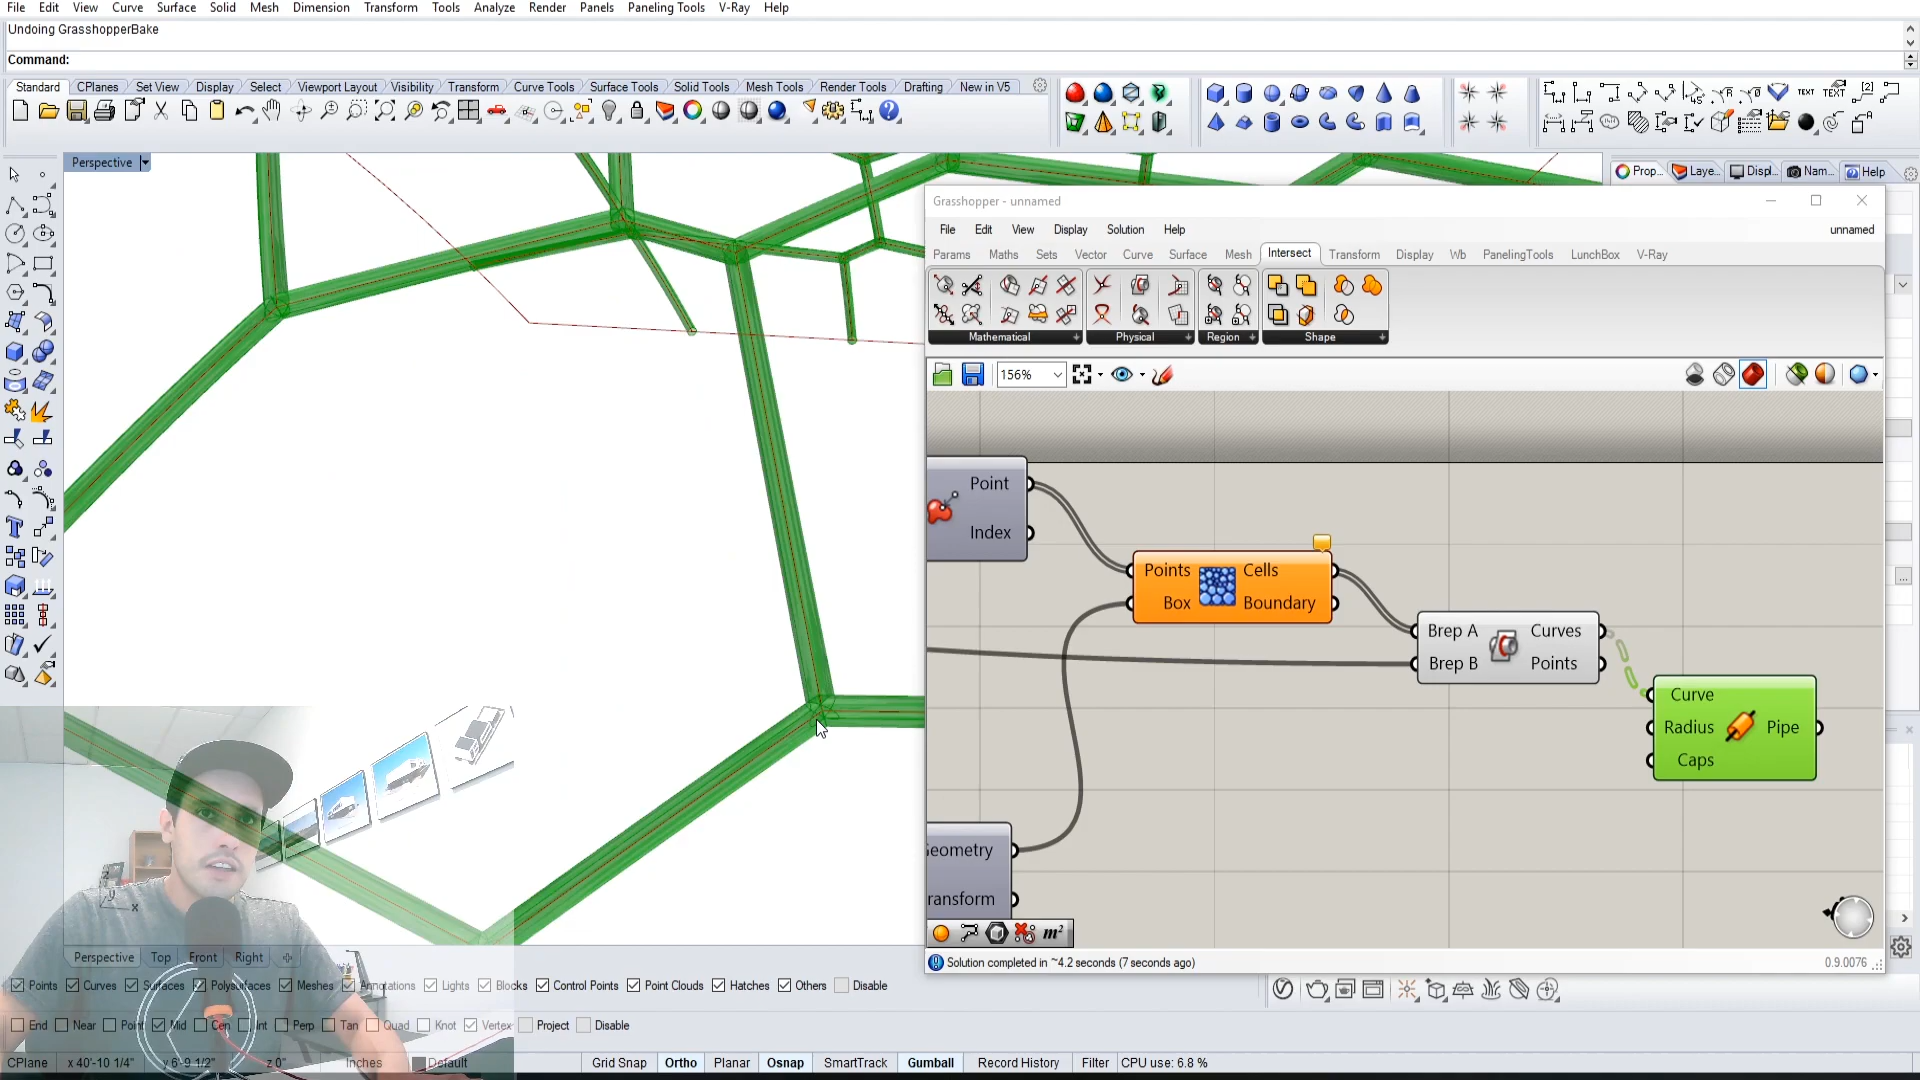 File Edit View Curve Surface Solid Mesh Dimension Transform Tools Analyze Render Panels Paneling Tools V-Ray Help
Undoing GrasshopperBake
Command:
Standard CPlanes Set View Display Select Viewport Layout Visibility Transform Curve Tools Surface Tools Solid Tools Mesh Tools Render Tools Drafting New in V5
Perspective
Prop... Laye... Displ... Nam... Help
Grasshopper - unnamed
File Edit View Display Solution Help
unnamed
Params Maths Sets Vector Curve Surface Mesh Intersect Transform Display Wb PanelingTools LunchBox V-Ray
Mathematical Physical Region Shape
156%
Point
Index
Points Cells
Box Boundary
Brep A Curves
Brep B Points
Curve
Radius Pipe
Caps
Geometry
ransform
m²
Solution completed in ~4.2 seconds (7 seconds ago)
0.9.0076
Perspective Top Front Right
Points Curves Surfaces Polysurfaces Meshes Annotations Lights Blocks Control Points Point Clouds Hatches Others Disable
End Near Point Mid Cen Int Perp Tan Quad Knot Vertex Project Disable
CPlane x 40'-10 1/4" y 6'-9 1/2" z 0" Inches Default Grid Snap Ortho Planar Osnap SmartTrack Gumball Record History Filter CPU use: 6.8 %